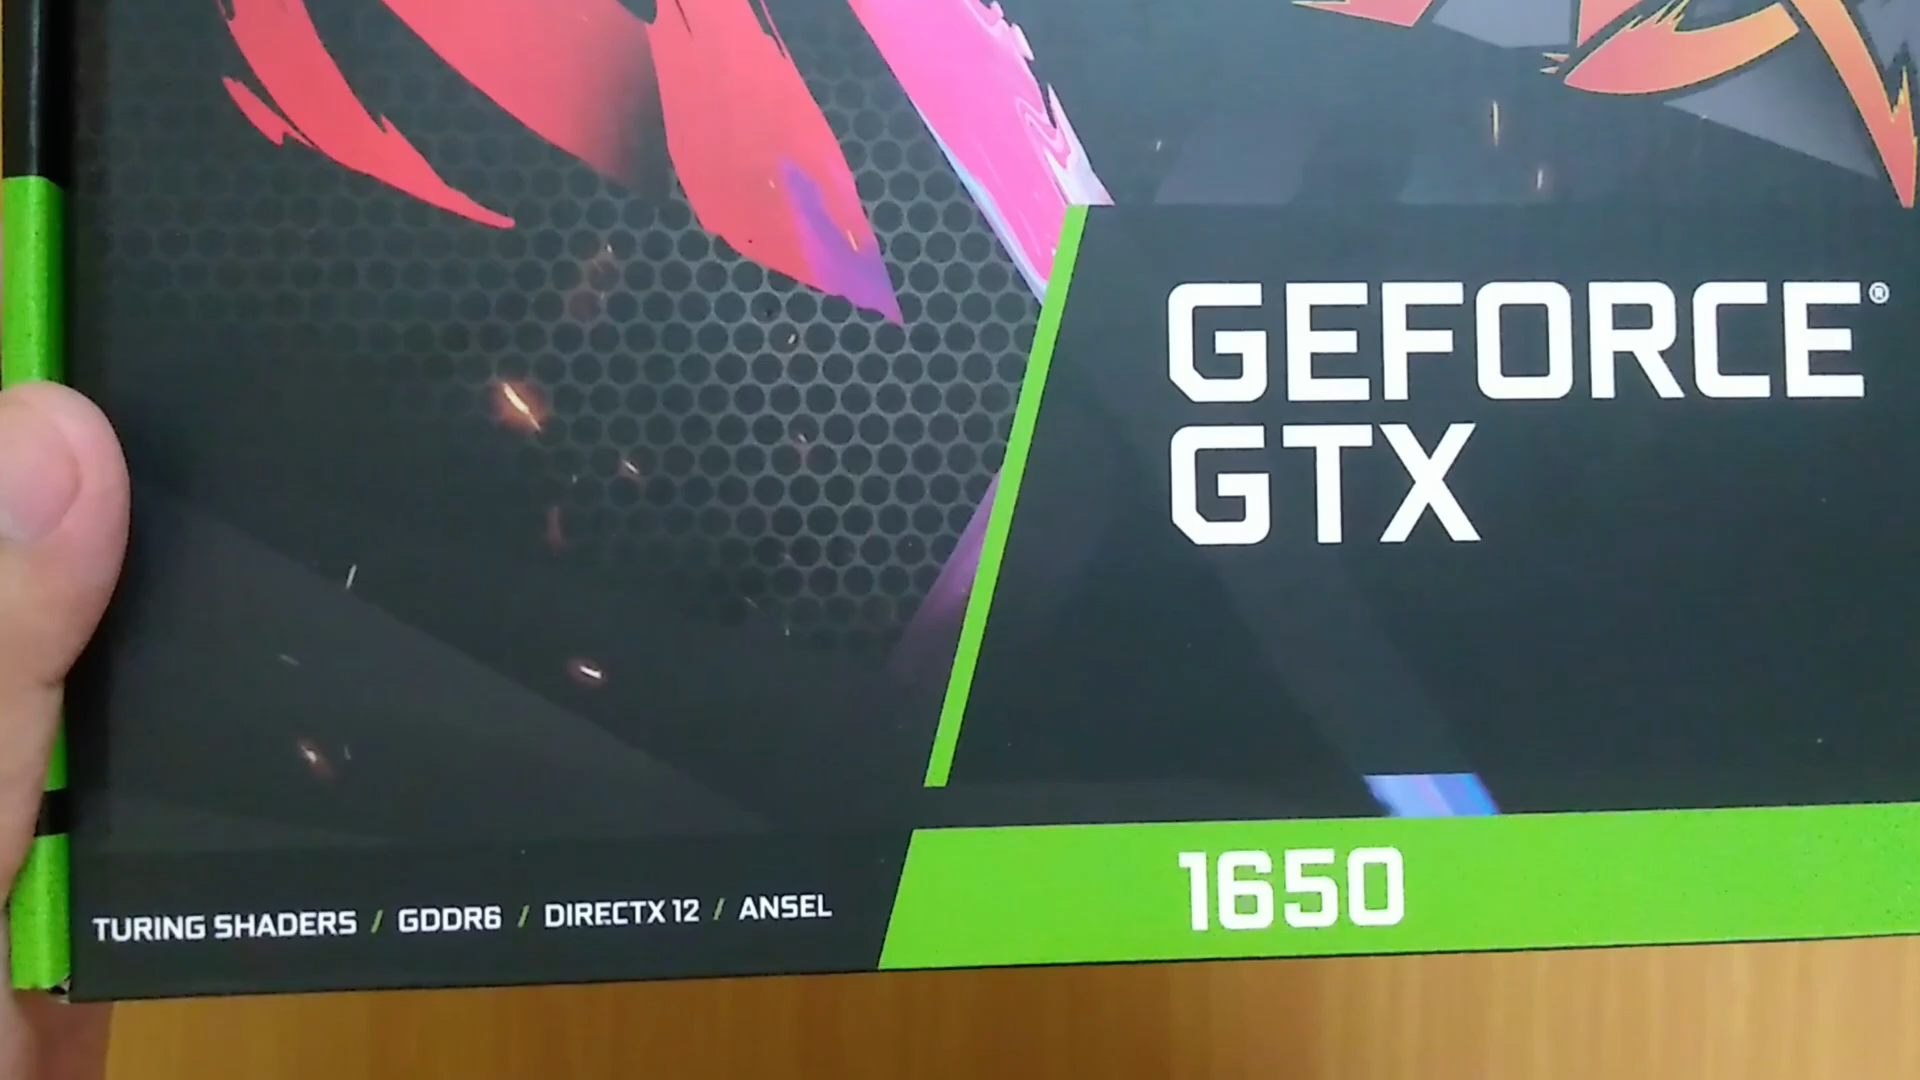 GEFORCE®
GTX
1650
TURING SHADERS / GDDR6 / DIRECTX 12 / ANSEL